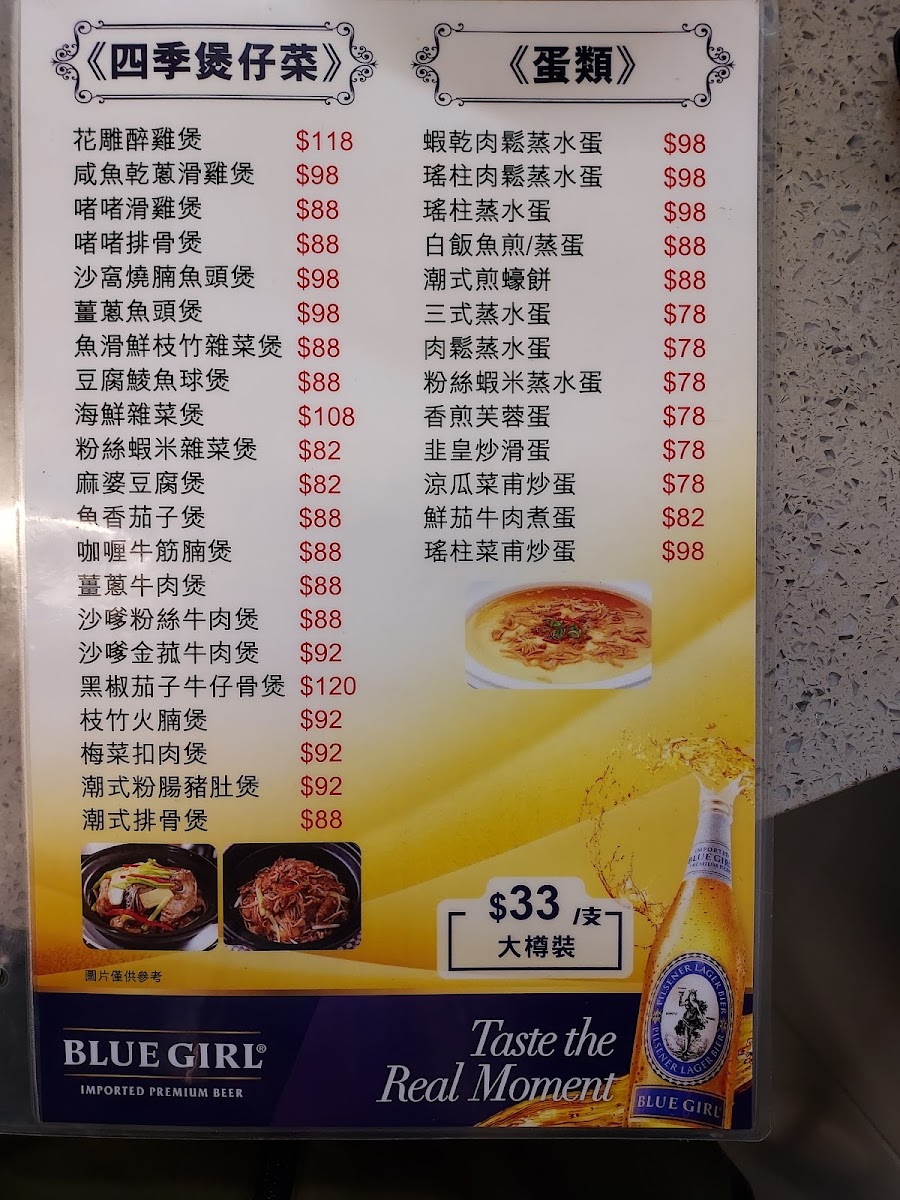 《四季煲仔菜》
花雕醉雞煲 $118
咸魚乾蔥滑雞煲 $98
啫啫滑雞煲 $88
啫啫排骨煲 $88
沙窩燒腩魚頭煲 $98
薑蔥魚頭煲 $98
魚滑鮮枝竹雜菜煲 $88
豆腐鯪魚球煲 $88
海鮮雜菜煲 $108
粉絲蝦米雜菜煲 $82
麻婆豆腐煲 $82
魚香茄子煲 $88
咖喱牛筋腩煲 $88
薑蔥牛肉煲 $88
沙嗲粉絲牛肉煲 $88
沙嗲金菰牛肉煲 $92
黑椒茄子牛仔骨煲 $120
枝竹火腩煲 $92
梅菜扣肉煲 $92
潮式粉腸豬肚煲 $92
潮式排骨煲 $88
圖片僅供參考
《蛋類》
蝦乾肉鬆蒸水蛋 $98
瑤柱肉鬆蒸水蛋 $98
瑤柱蒸水蛋 $98
白飯魚煎/蒸蛋 $88
潮式煎蠔餅 $88
三式蒸水蛋 $78
肉鬆蒸水蛋 $78
粉絲蝦米蒸水蛋 $78
香煎芙蓉蛋 $78
韭皇炒滑蛋 $78
涼瓜菜甫炒蛋 $78
鮮茄牛肉煮蛋 $82
瑤柱菜甫炒蛋 $98
$33 /支
大樽裝
BLUE GIRL®
IMPORTED PREMIUM BEER
Taste the
Real Moment
IMPORTED
BLUE GIRL
PREMIUM BEER
PILSENER LAGER BIER
PILSENER LAGER BIER
BLUE GIRL